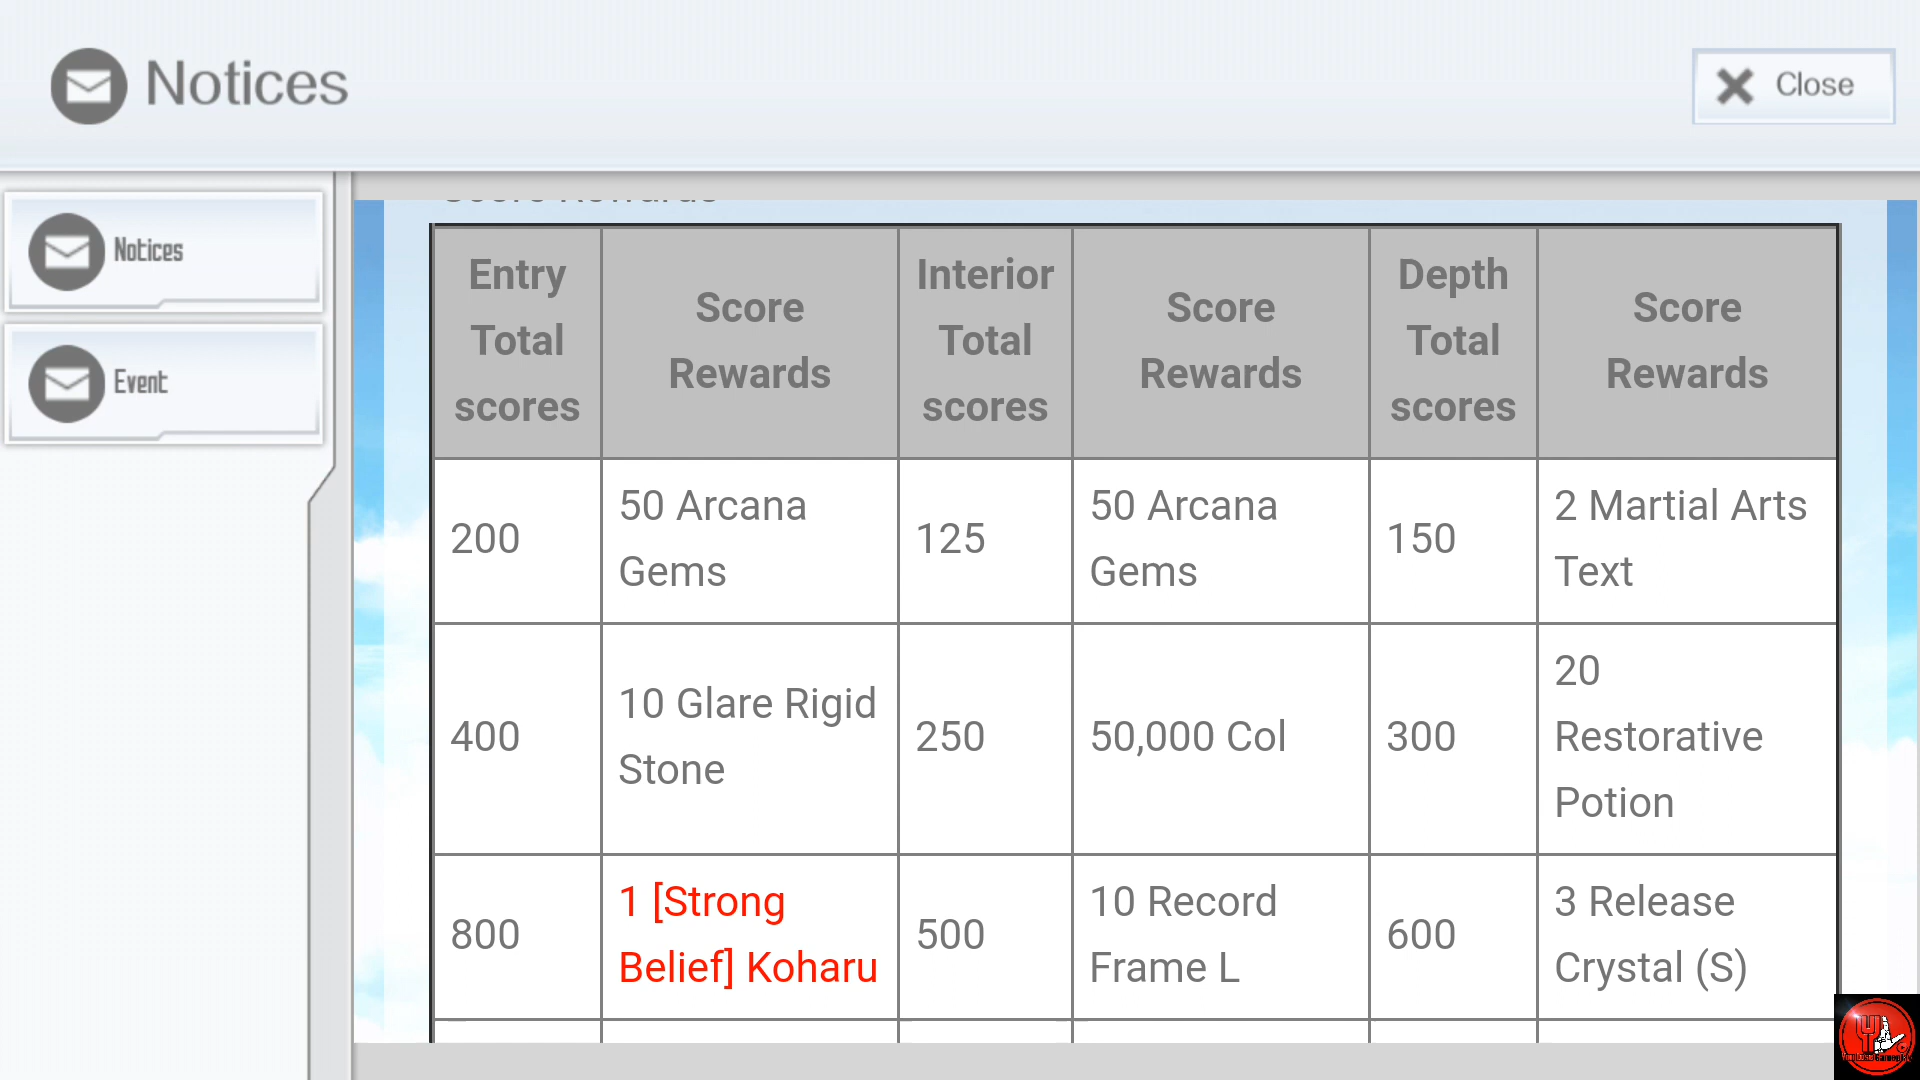 Notices
Close
Notices
Event
Score Rewards
Entry
Total
scores
Score
Rewards
Interior
Total
scores
Score
Rewards
Depth
Total
scores
Score
Rewards
200
50 Arcana
Gems
125
50 Arcana
Gems
150
2 Martial Arts
Text
400
10 Glare Rigid
Stone
250
50,000 Col
300
20
Restorative
Potion
800
1 [Strong
Belief] Koharu
500
10 Record
Frame L
600
3 Release
Crystal (S)